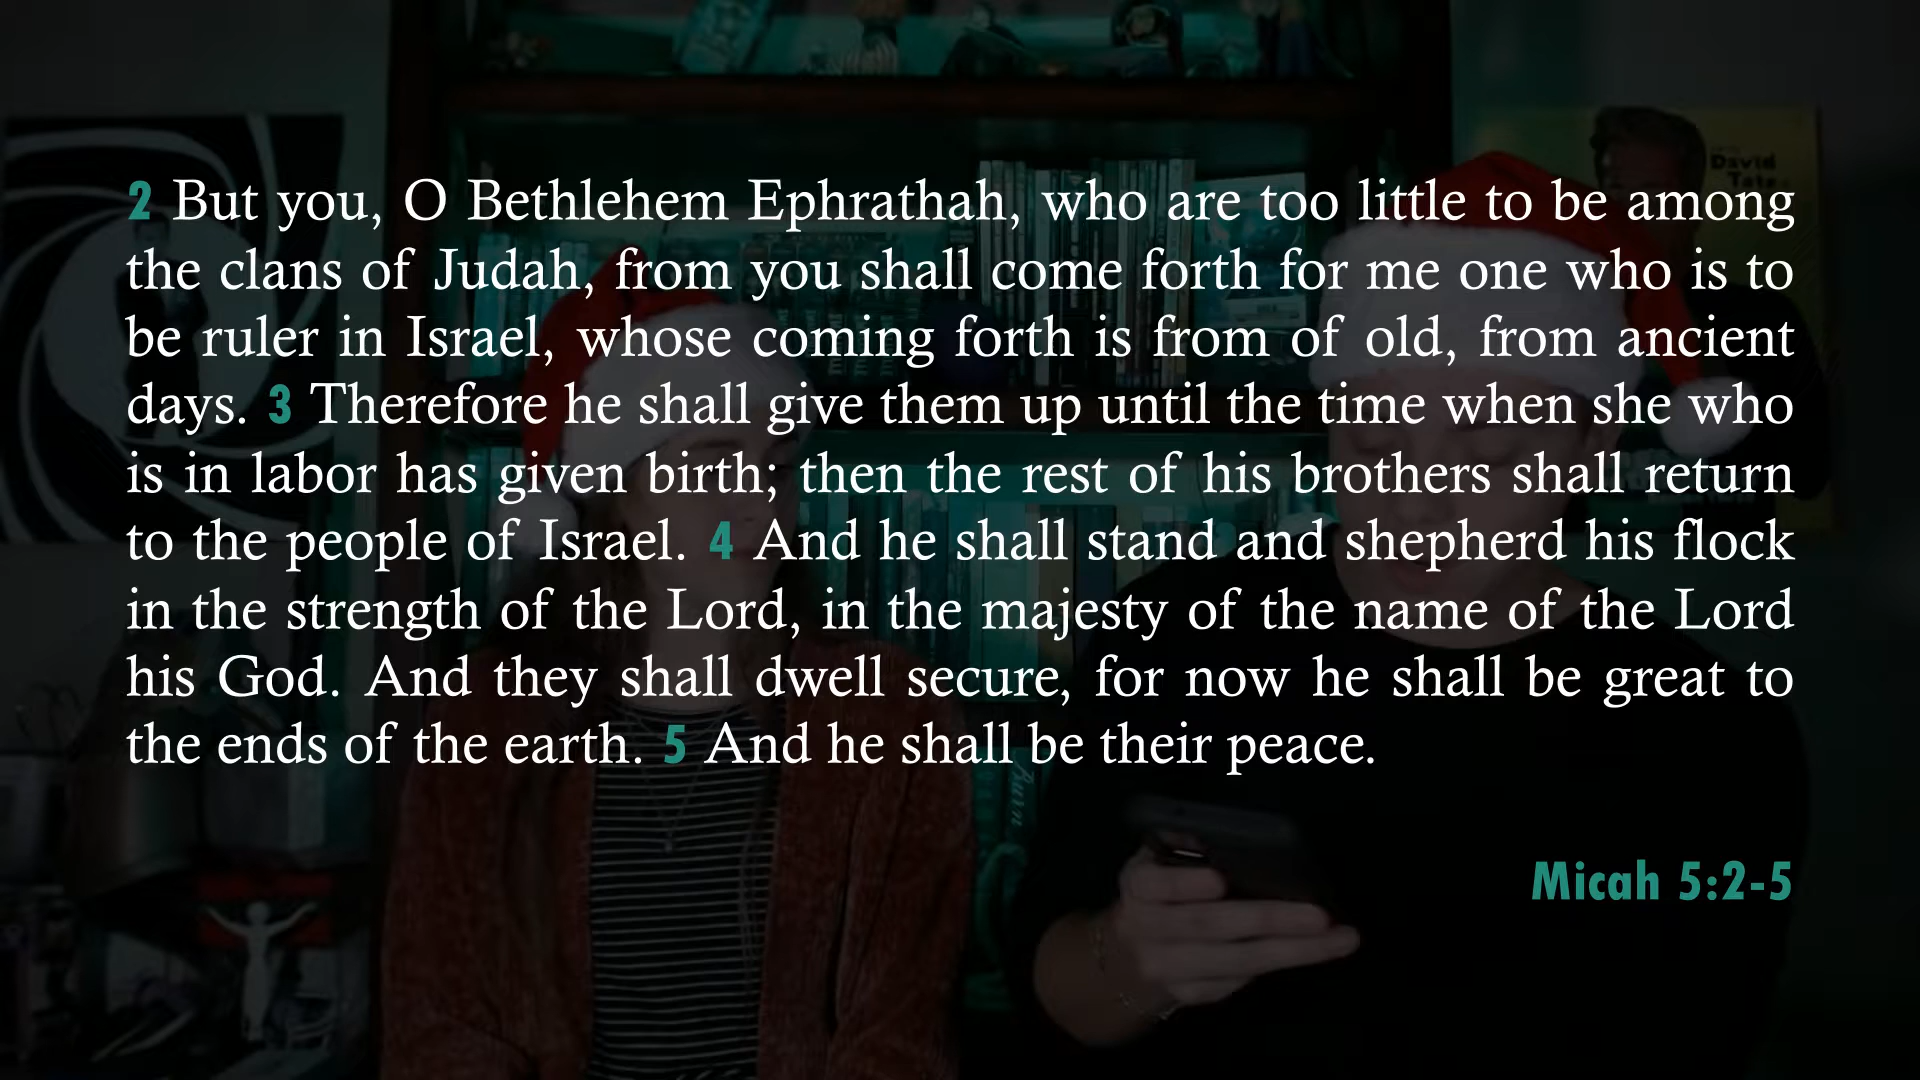 2 But you, O Bethlehem Ephrathah, who are too little to be among
the clans of Judah, from you shall come forth for me one who is to
be ruler in Israel, whose coming forth is from of old, from ancient
days. 3 Therefore he shall give them up until the time when she who
is in labor has given birth; then the rest of his brothers shall return
to the people of Israel. 4 And he shall stand and shepherd his flock
in the strength of the Lord, in the majesty of the name of the Lord
his God. And they shall dwell secure, for now he shall be great to
the ends of the earth. 5 And he shall be their peace.
Micah 5:2-5
David
Burn